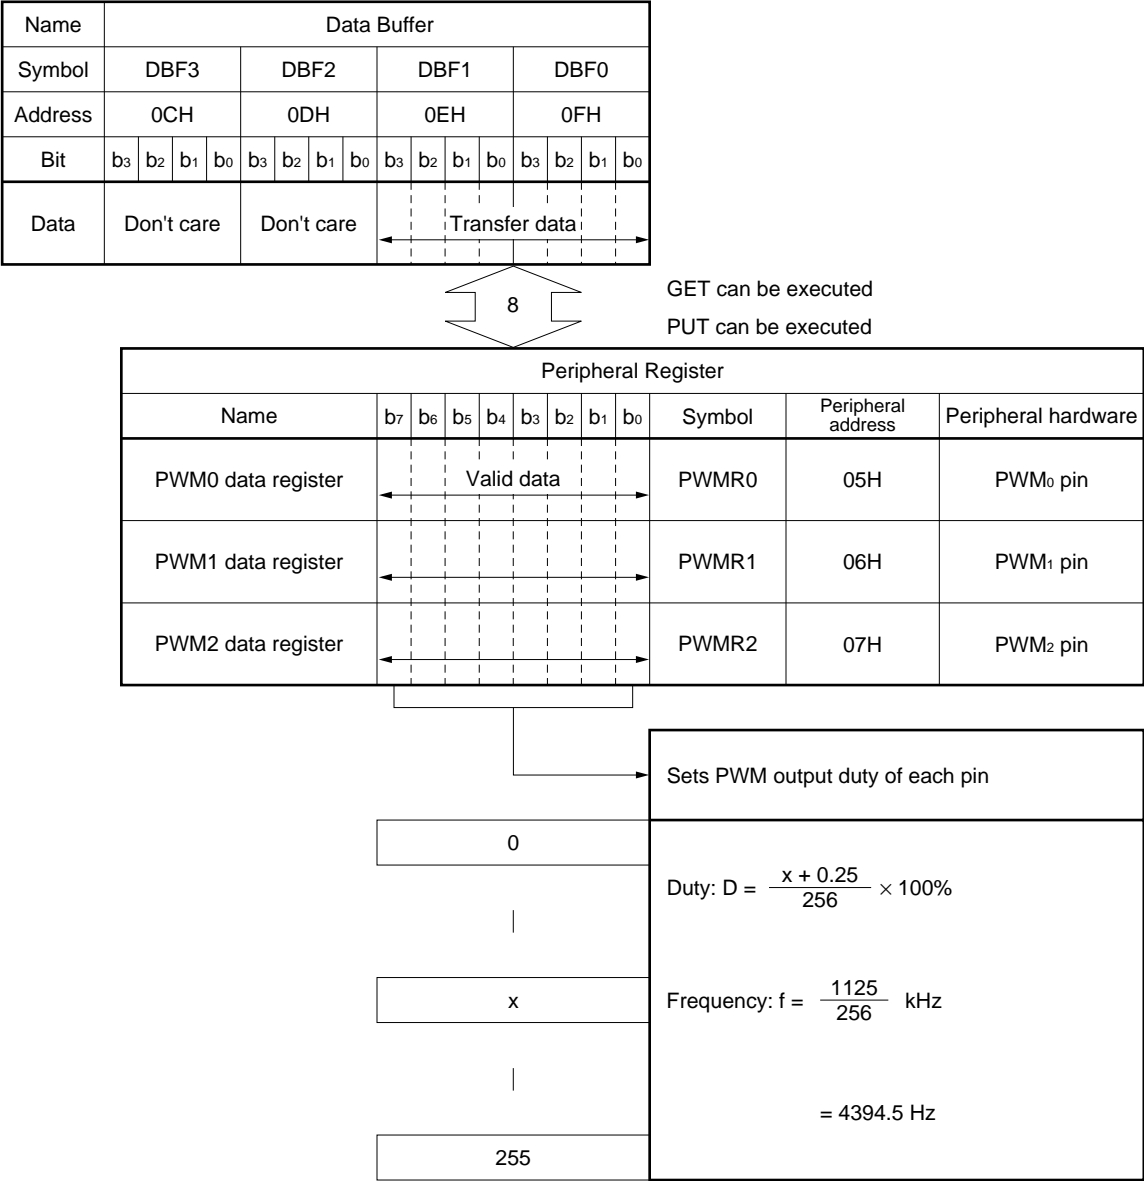 Name Data Buffer
Symbol DBF3 DBF2 DBF1 DBF0
Address 0CH 0DH 0EH 0FH
Bit b3 b2 b1 b0 b3 b2 b1 b0 b3 b2 b1 b0 b3 b2 b1 b0
Data Don't care Don't care Transfer data
8
GET can be executed
PUT can be executed
Peripheral Register
Name b7 b6 b5 b4 b3 b2 b1 b0 Symbol Peripheral address Peripheral hardware
PWM0 data register Valid data PWMR0 05H PWM0 pin
PWM1 data register PWMR1 06H PWM1 pin
PWM2 data register PWMR2 07H PWM2 pin
Sets PWM output duty of each pin
0
Duty: D = x + 0.25 / 256 × 100%
x
Frequency: f = 1125 / 256 kHz
= 4394.5 Hz
255